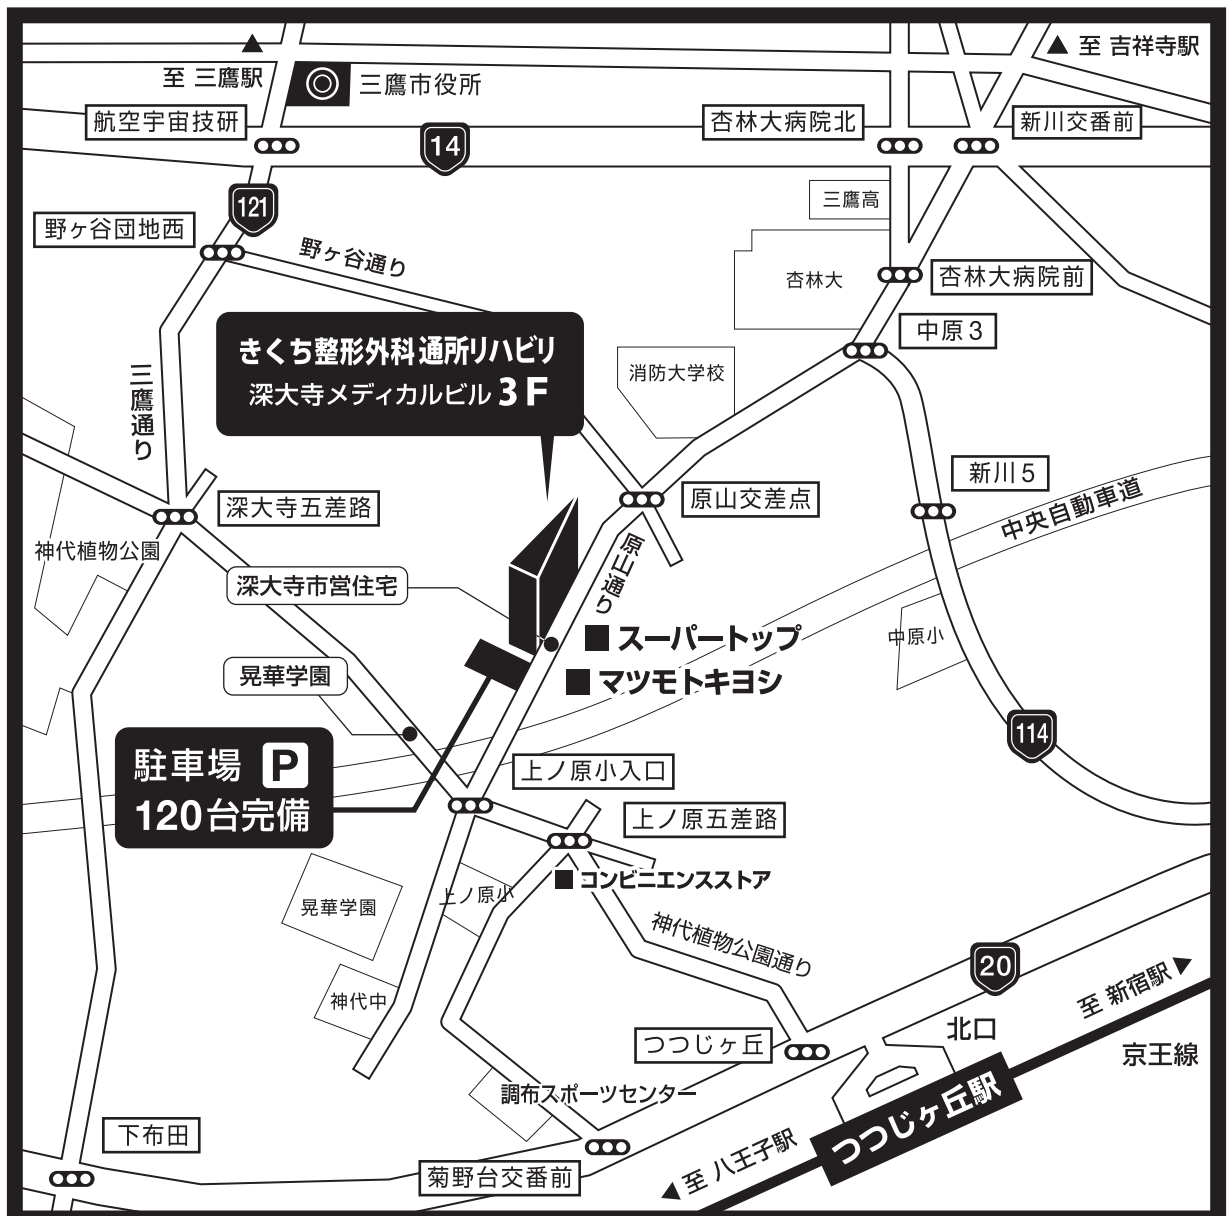 ▲
至 三鷹駅
三鷹市役所
▲ 至 吉祥寺駅
航空宇宙技研
14
杏林大病院北
新川交番前
121
三鷹高
野ヶ谷団地西
野ヶ谷通り
杏林大
杏林大病院前
中原3
きくち整形外科 通所リハビリ
深大寺メディカルビル 3F
三鷹通り
消防大学校
新川5
深大寺五差路
原山交差点
中央自動車道
神代植物公園
原山通り
深大寺市営住宅
■ スーパートップ
中原小
晃華学園
■ マツモトキヨシ
114
駐車場 P
120台完備
上ノ原小入口
上ノ原五差路
■ コンビニエンスストア
晃華学園
上ノ原小
神代植物公園通り
20
神代中
至 新宿駅▶
北口
つつじヶ丘
京王線
調布スポーツセンター
つつじヶ丘駅
下布田
菊野台交番前
◀至 八王子駅